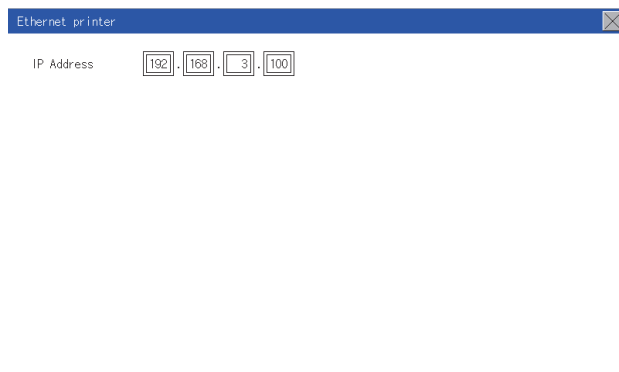 Ethernet printer
IP Address 192. 168. 3. 100